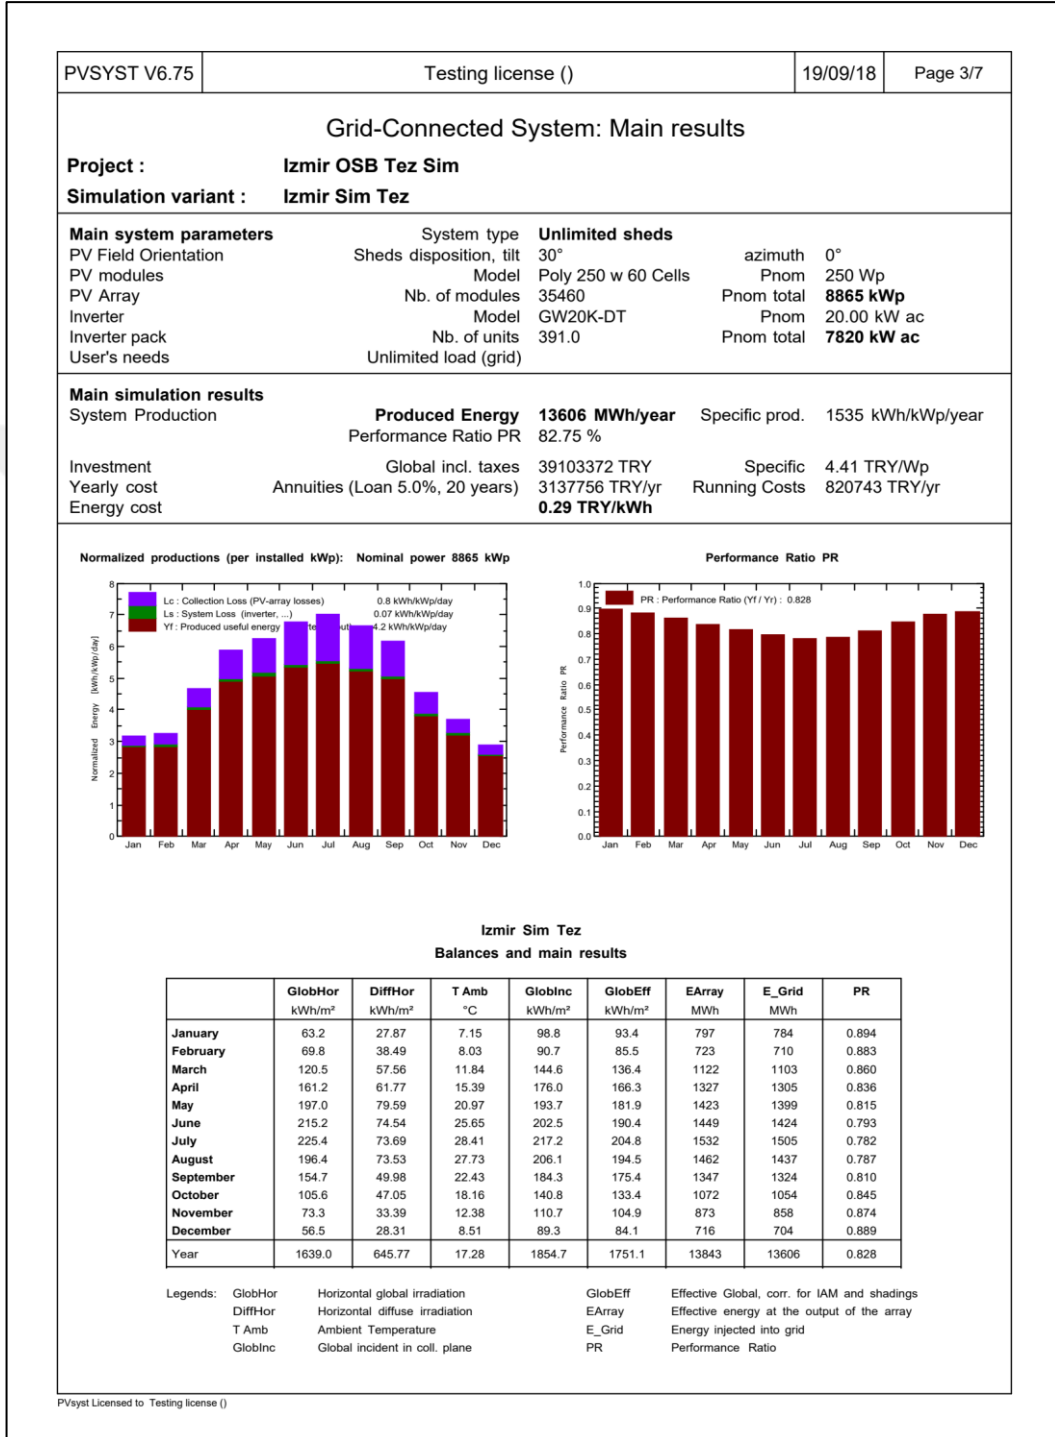 PVSYST V6.75 Testing license () 19/09/18 Page 3/7
Grid-Connected System: Main results
Project : Izmir OSB Tez Sim
Simulation variant : Izmir Sim Tez
Main system parameters System type Unlimited sheds
PV Field Orientation Sheds disposition, tilt 30° azimuth 0°
PV modules Model Poly 250 w 60 Cells Pnom 250 Wp
PV Array Nb. of modules 35460 Pnom total 8865 kWp
Inverter Model GW20K-DT Pnom 20.00 kW ac
Inverter pack Nb. of units 391.0 Pnom total 7820 kW ac
User's needs Unlimited load (grid)
Main simulation results
System Production Produced Energy 13606 MWh/year Specific prod. 1535 kWh/kWp/year
Performance Ratio PR 82.75 %
Investment Global incl. taxes 39103372 TRY Specific 4.41 TRY/Wp
Yearly cost Annuities (Loan 5.0%, 20 years) 3137756 TRY/yr Running Costs 820743 TRY/yr
Energy cost 0.29 TRY/kWh
Normalized productions (per installed kWp): Nominal power 8865 kWp
Lc : Collection Loss (PV-array losses) 0.8 kWh/kWp/day
Ls : System Loss (inverter, ...) 0.07 kWh/kWp/day
Yf : Produced useful energy 4.2 kWh/kWp/day
Normalized Energy [kWh/kWp/day]
8
7
6
5
4
3
2
1
0
Jan Feb Mar Apr May Jun Jul Aug Sep Oct Nov Dec
Performance Ratio PR
PR : Performance Ratio (Yf / Yr) : 0.828
Performance Ratio PR
1.0
0.9
0.8
0.7
0.6
0.5
0.4
0.3
0.2
0.1
0.0
Jan Feb Mar Apr May Jun Jul Aug Sep Oct Nov Dec
Izmir Sim Tez
Balances and main results
GlobHor DiffHor T Amb GlobInc GlobEff EArray E_Grid PR
kWh/m² kWh/m² °C kWh/m² kWh/m² MWh MWh
January 63.2 27.87 7.15 98.8 93.4 797 784 0.894
February 69.8 38.49 8.03 90.7 85.5 723 710 0.883
March 120.5 57.56 11.84 144.6 136.4 1122 1103 0.860
April 161.2 61.77 15.39 176.0 166.3 1327 1305 0.836
May 197.0 79.59 20.97 193.7 181.9 1423 1399 0.815
June 215.2 74.54 25.65 202.5 190.4 1449 1424 0.793
July 225.4 73.69 28.41 217.2 204.8 1532 1505 0.782
August 196.4 73.53 27.73 206.1 194.5 1462 1437 0.787
September 154.7 49.98 22.43 184.3 175.4 1347 1324 0.810
October 105.6 47.05 18.16 140.8 133.4 1072 1054 0.845
November 73.3 33.39 12.38 110.7 104.9 873 858 0.874
December 56.5 28.31 8.51 89.3 84.1 716 704 0.889
Year 1639.0 645.77 17.28 1854.7 1751.1 13843 13606 0.828
Legends: GlobHor Horizontal global irradiation GlobEff Effective Global, corr. for IAM and shadings
DiffHor Horizontal diffuse irradiation EArray Effective energy at the output of the array
T Amb Ambient Temperature E_Grid Energy injected into grid
GlobInc Global incident in coll. plane PR Performance Ratio
PVsyst Licensed to Testing license ()